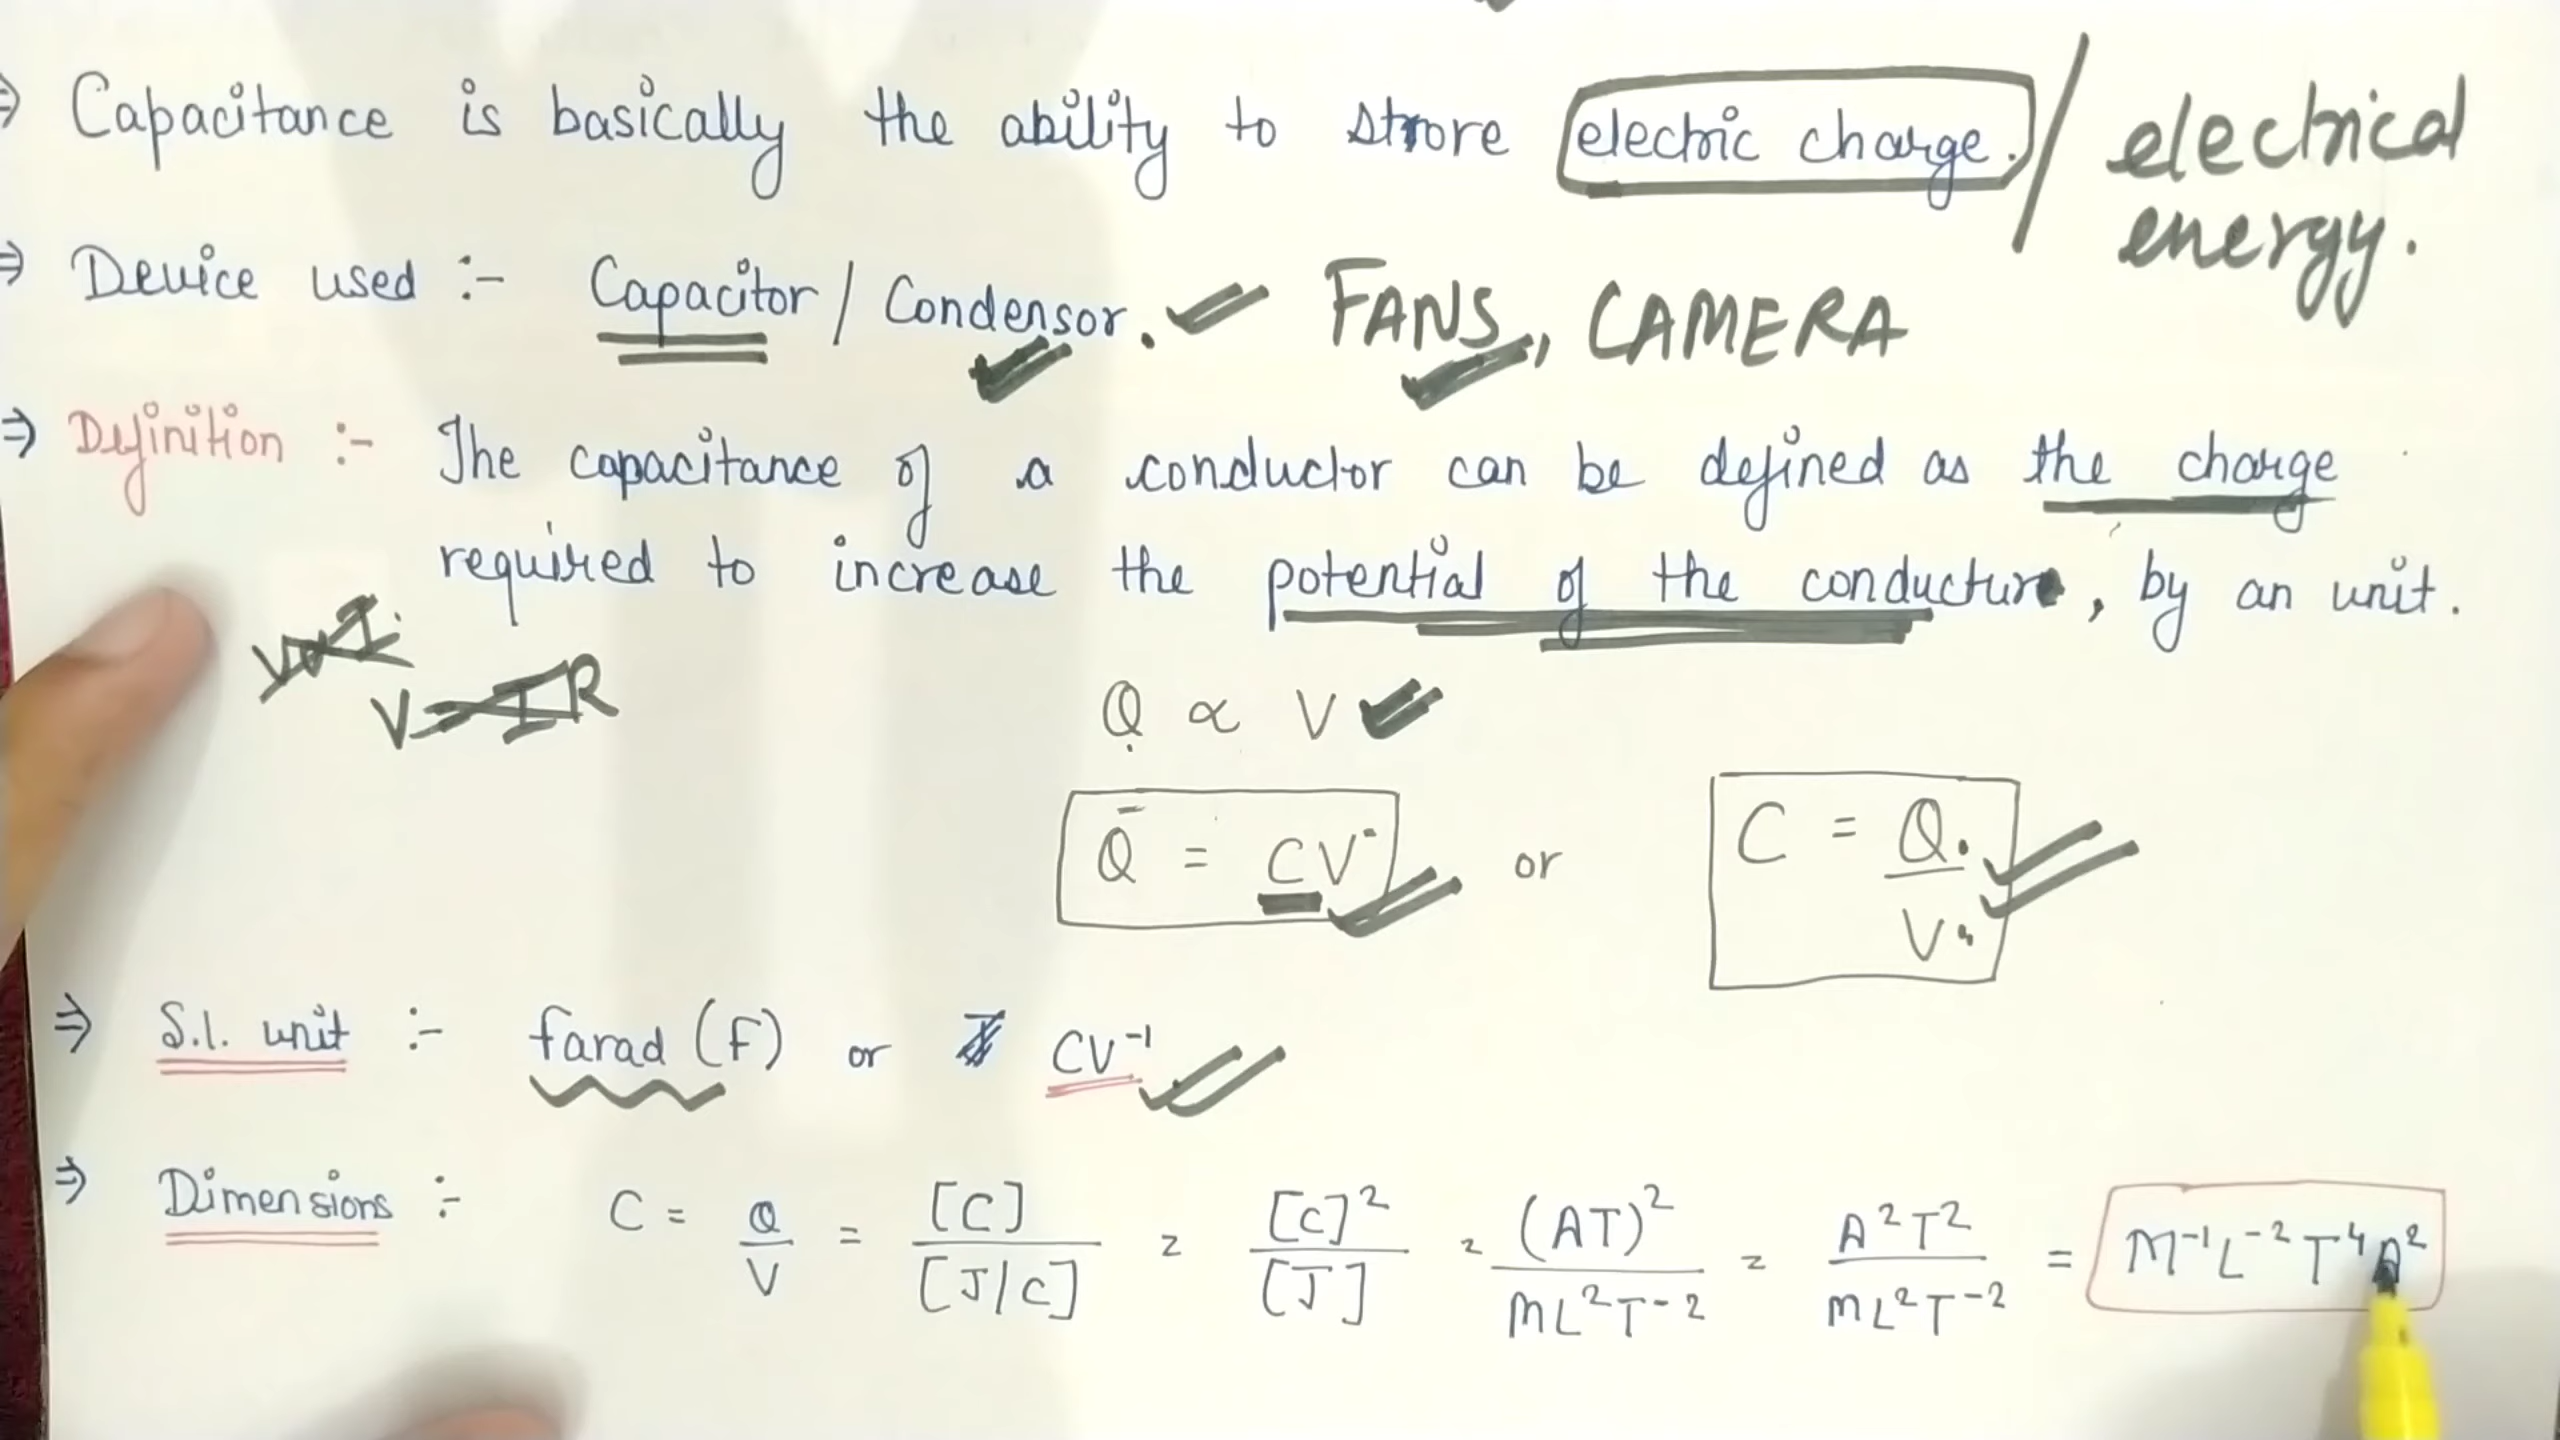 ⇒ Capacitance is basically the ability to strore electric charge. / electrical energy.
⇒ Device used :- Capacitor / Condensor. FANS, CAMERA
⇒ Definition :- The capacitance of a conductor can be defined as the charge
required to increase the potential of the conducture, by an unit.
V∝I.
V=IR
Q ∝ V
Q = CV or C = Q/V
⇒ S.I. unit :- farad (F) or CV⁻¹
⇒ Dimensions :- C = Q/V = [C]/[J/C] = [C]²/[J] = (AT)²/ML²T⁻² = A²T²/ML²T⁻² = M⁻¹L⁻²T⁴A²